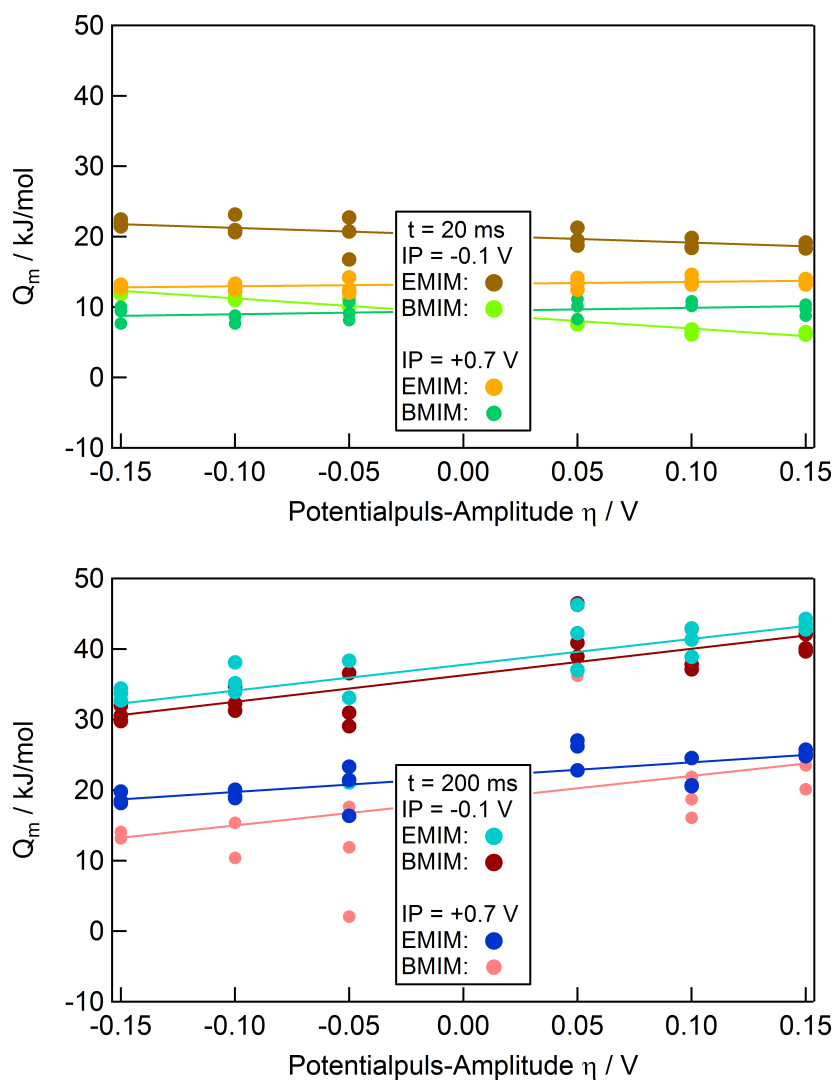 50
40
30
20
10
0
-10
Q_m / kJ/mol
t = 20 ms
IP = -0.1 V
EMIM:
BMIM:
IP = +0.7 V
EMIM:
BMIM:
-0.15 -0.10 -0.05 0.00 0.05 0.10 0.15
Potentialpuls-Amplitude η / V
50
40
30
20
10
0
-10
Q_m / kJ/mol
t = 200 ms
IP = -0.1 V
EMIM:
BMIM:
IP = +0.7 V
EMIM:
BMIM:
-0.15 -0.10 -0.05 0.00 0.05 0.10 0.15
Potentialpuls-Amplitude η / V